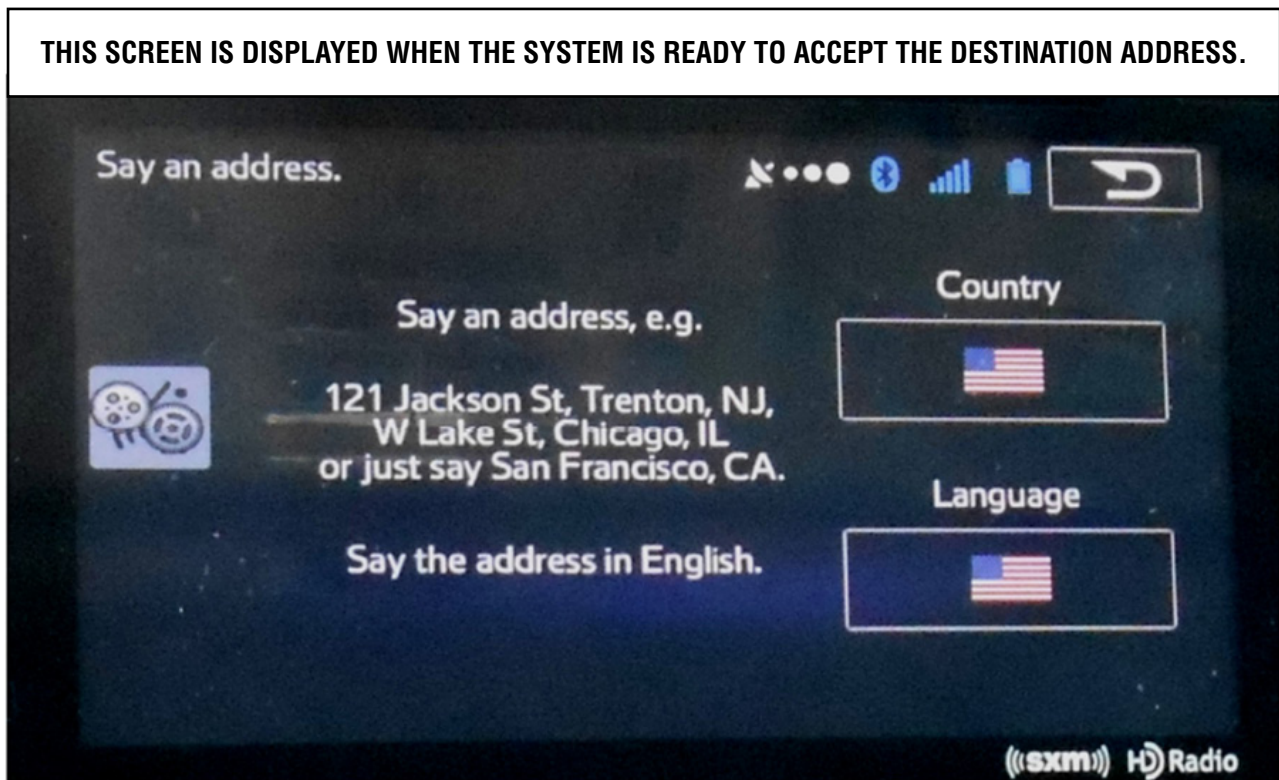 THIS SCREEN IS DISPLAYED WHEN THE SYSTEM IS READY TO ACCEPT THE DESTINATION ADDRESS.
Say an address.
Say an address, e.g.
121 Jackson St, Trenton, NJ,
W Lake St, Chicago, IL
or just say San Francisco, CA.
Say the address in English.
Country
Language
((sxm)) HD Radio